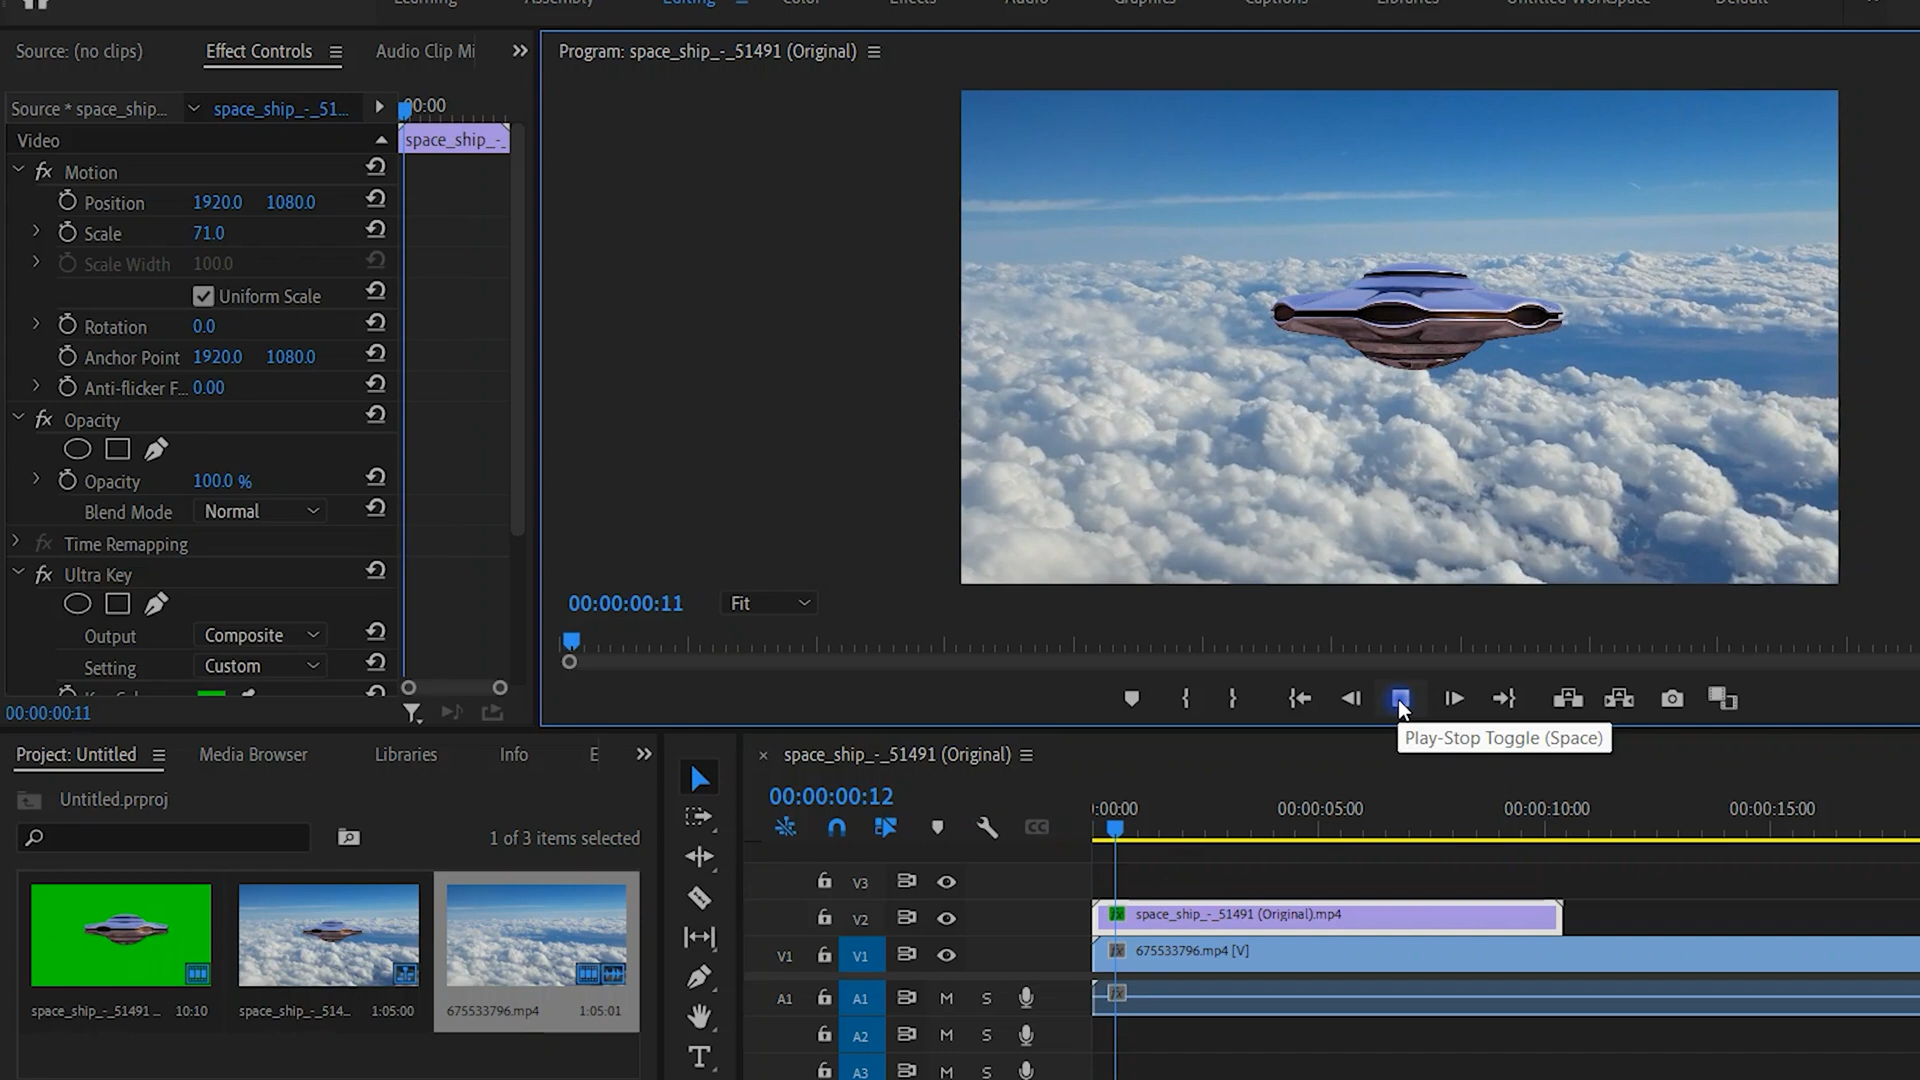 Learning Assembly Editing Color Effects Audio Graphics Captions Libraries Untitled Workspace Default
Source: (no clips) Effect Controls Audio Clip Mi
Program: space_ship_-_51491 (Original)
Source * space_ship... space_ship_-_51...
00:00
Video
space_ship_-_
fx Motion
Position 1920.0 1080.0
Scale 71.0
Scale Width 100.0
Uniform Scale
Rotation 0.0
Anchor Point 1920.0 1080.0
Anti-flicker F... 0.00
fx Opacity
Opacity 100.0 %
Blend Mode Normal
fx Time Remapping
fx Ultra Key
Output Composite
Setting Custom
00:00:00:11
00:00:00:11 Fit
Play-Stop Toggle (Space)
Project: Untitled Media Browser Libraries Info E
Untitled.prproj
1 of 3 items selected
space_ship_-_51491 ... 10:10
space_ship_-_514... 1:05:00
675533796.mp4 1:05:01
T
× space_ship_-_51491 (Original)
00:00:00:12
CC
:00:00 00:00:05:00 00:00:10:00 00:00:15:00
V3
V2
fx space_ship_-_51491 (Original).mp4
V1 V1
fx 675533796.mp4 [V]
A1 A1 M S
fx
A2 M S
A3 M S